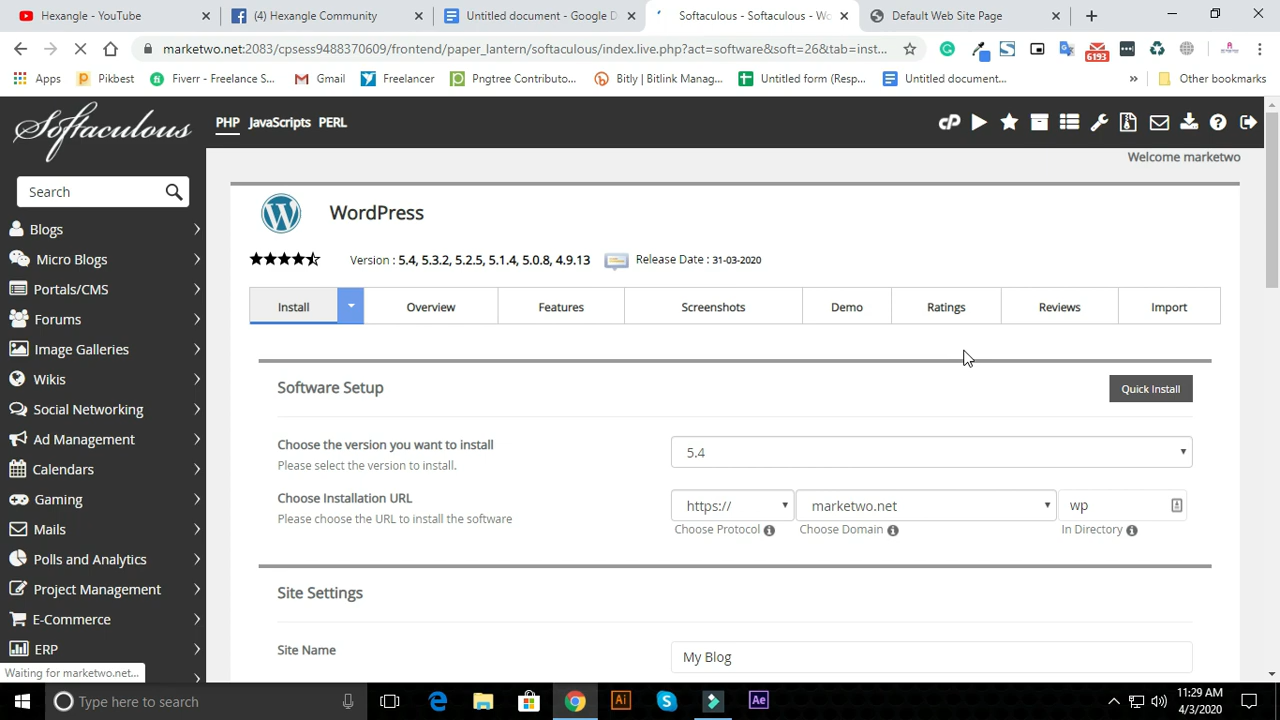 Hexangle - YouTube
(4) Hexangle Community
Untitled document - Google D
Softaculous - Softaculous - Wo
Default Web Site Page
marketwo.net:2083/cpsess9488370609/frontend/paper_lantern/softaculous/index.live.php?act=software&soft=26&tab=inst...
6193
Apps
Pikbest
Fiverr - Freelance S...
Gmail
Freelancer
Pngtree Contributo...
Bitly | Bitlink Manag...
Untitled form (Resp...
Untitled document...
»
Other bookmarks
Softaculous
PHP JavaScripts PERL
Welcome marketwo
Search
Blogs
Micro Blogs
Portals/CMS
Forums
Image Galleries
Wikis
Social Networking
Ad Management
Calendars
Gaming
Mails
Polls and Analytics
Project Management
E-Commerce
ERP
WordPress
Version : 5.4, 5.3.2, 5.2.5, 5.1.4, 5.0.8, 4.9.13
Release Date : 31-03-2020
Install
Overview
Features
Screenshots
Demo
Ratings
Reviews
Import
Software Setup
Quick Install
Choose the version you want to install
Please select the version to install.
5.4
Choose Installation URL
Please choose the URL to install the software
https://
marketwo.net
wp
Choose Protocol
Choose Domain
In Directory
Site Settings
Site Name
My Blog
Waiting for marketwo.net...
Type here to search
Ai
Ae
11:29 AM
4/3/2020